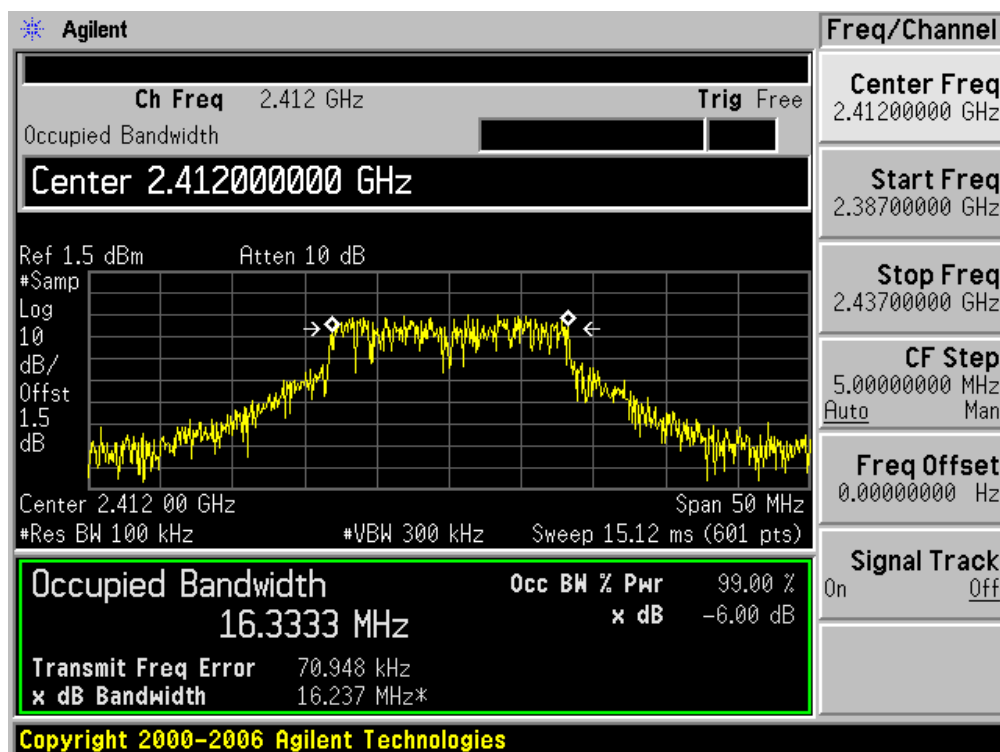 Agilent
Freq/Channel
Ch Freq 2.412 GHz Trig Free
Occupied Bandwidth
Center 2.412000000 GHz
Ref 1.5 dBm Atten 10 dB
#Samp
Log
10
dB/
Offst
1.5
dB
Center 2.412 00 GHz Span 50 MHz
#Res BW 100 kHz #VBW 300 kHz Sweep 15.12 ms (601 pts)
Occupied Bandwidth Occ BW % Pwr 99.00 %
16.3333 MHz x dB -6.00 dB
Transmit Freq Error 70.948 kHz
x dB Bandwidth 16.237 MHz*
Center Freq
2.41200000 GHz
Start Freq
2.38700000 GHz
Stop Freq
2.43700000 GHz
CF Step
5.00000000 MHz
Auto Man
Freq Offset
0.00000000 Hz
Signal Track
On Off
Copyright 2000-2006 Agilent Technologies